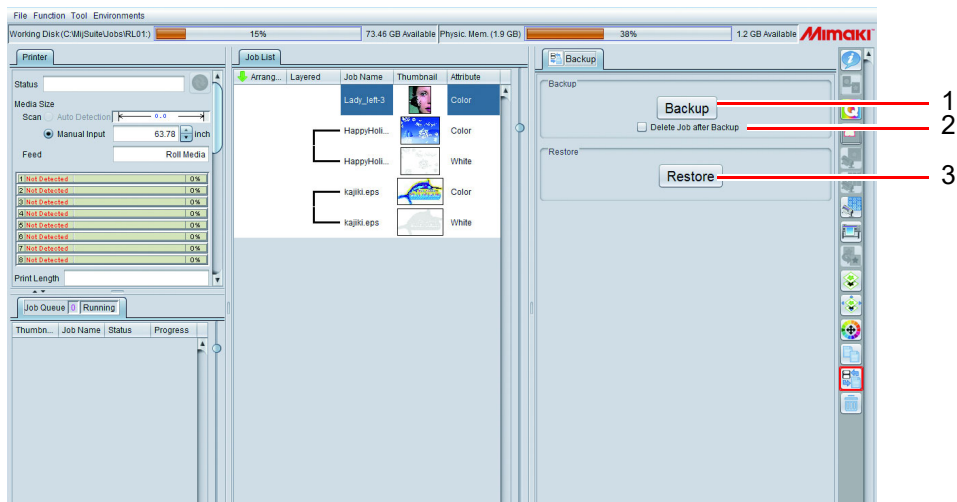 File Function Tool Environments
Working Disk (C:\MijSuite\Jobs\RL01:) 15% 73.46 GB Available Physic. Mem. (1.9 GB) 38% 1.2 GB Available Mimaki
Printer
Status
Media Size
Scan Auto Detection 0.0
Manual Input 63.78 inch
Feed Roll Media
1 Not Detected 0%
2 Not Detected 0%
3 Not Detected 0%
4 Not Detected 0%
5 Not Detected 0%
6 Not Detected 0%
7 Not Detected 0%
8 Not Detected 0%
Print Length
Job Queue 0 Running
Thumbn... Job Name Status Progress
Job List
Arrang... Layered Job Name Thumbnail Attribute
Lady_left-3 Color
HappyHoli... Color
HappyHoli... White
kajiki.eps Color
kajiki.eps White
Backup
Backup
Backup 1
Delete Job after Backup 2
Restore
Restore 3